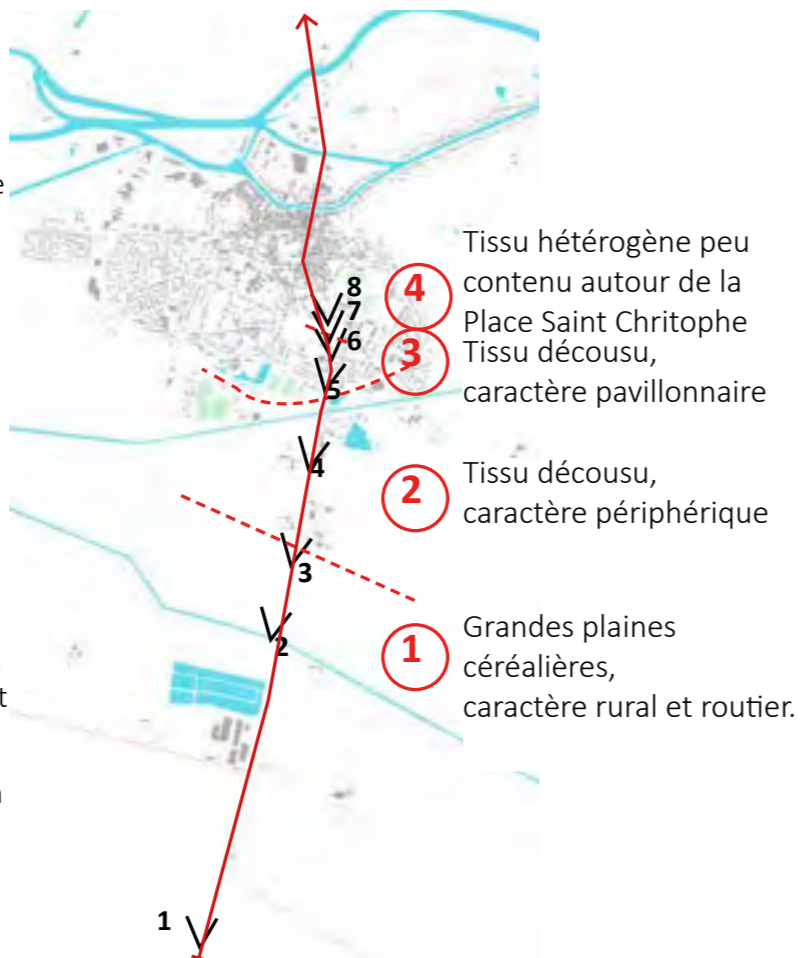 e
8
7
6
5
4
3
2
1
t
n
4
Tissu hétérogène peu
contenu autour de la
Place Saint Chritophe
3
Tissu décousu,
caractère pavillonnaire
2
Tissu décousu,
caractère périphérique
1
Grandes plaines
céréalières,
caractère rural et routier.